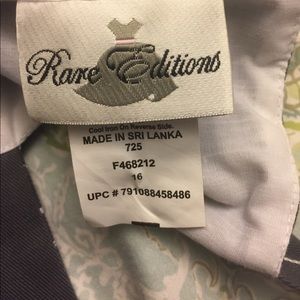 Rare Editions
Cool Iron On Reverse Side.
MADE IN SRI LANKA
725
F468212
16
UPC # 791088458486